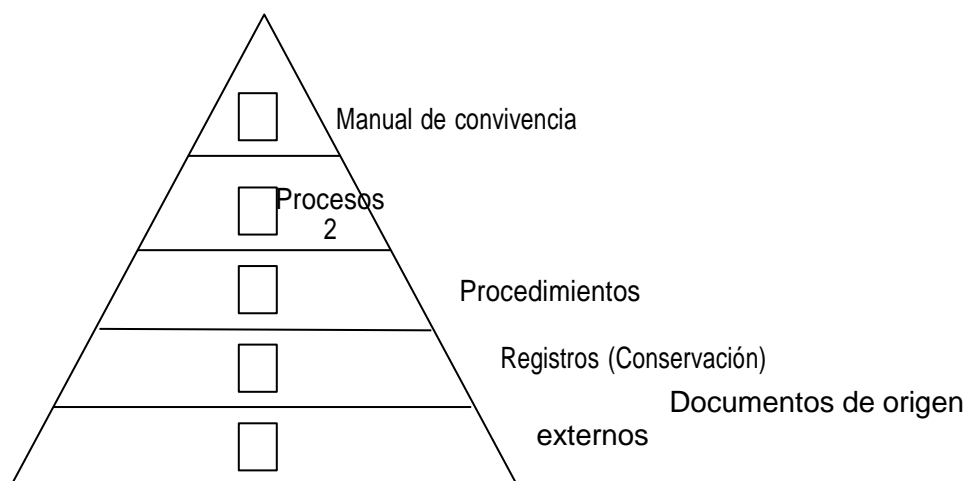 Manual de convivencia
Procesos
2
Procedimientos
Registros (Conservación)
Documentos de origen
externos